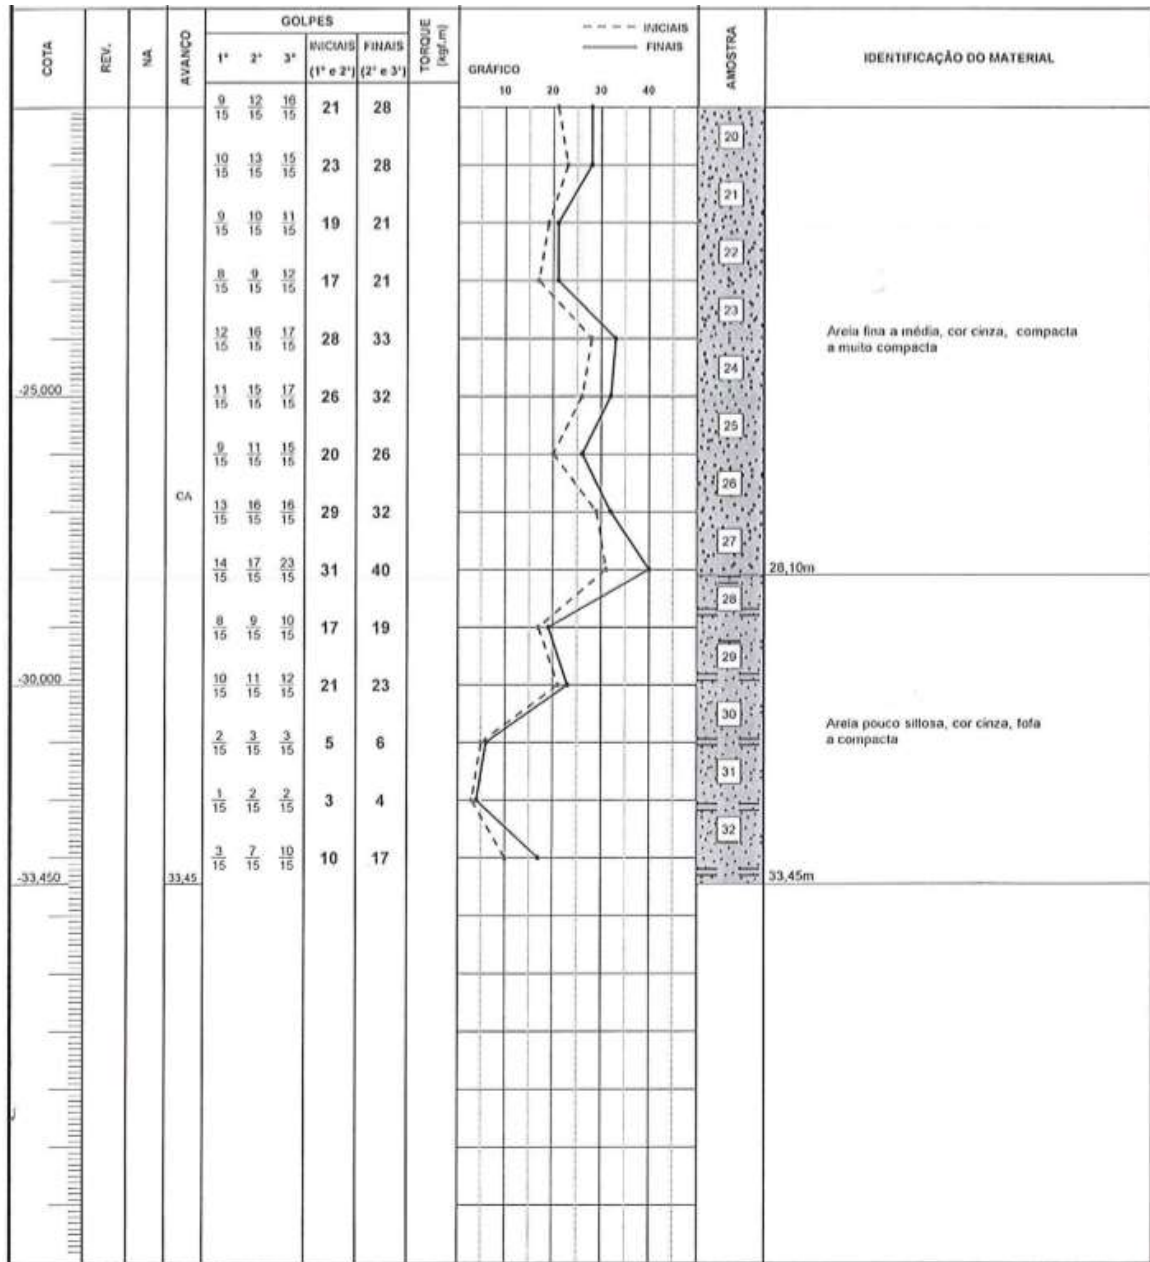 COTA REV. NA AVANÇO GOLPES TORQUE (kgf.m) INICIAIS FINAIS GRÁFICO AMOSTRA IDENTIFICAÇÃO DO MATERIAL
1ª 2ª 3ª INICIAIS (1ª e 2ª) FINAIS (2ª e 3ª)
10 20 30 40
9/15 12/15 16/15 21 28
20
10/15 13/15 15/15 23 28
21
9/15 10/15 11/15 19 21
22
8/15 9/15 12/15 17 21
23
Areia fina a média, cor cinza, compacta
a muito compacta
12/15 16/15 17/15 28 33
24
-25,000 11/15 15/15 17/15 26 32
25
9/15 11/15 15/15 20 26
26
CA
13/15 16/15 16/15 29 32
27
14/15 17/15 23/15 31 40 28,10m
28
8/15 9/15 10/15 17 19
29
-30,000 10/15 11/15 12/15 21 23
30
Areia pouco siltosa, cor cinza, fofa
a compacta
2/15 3/15 3/15 5 6
31
1/15 2/15 2/15 3 4
32
3/15 7/15 10/15 10 17
-33,450 33,45 33,45m